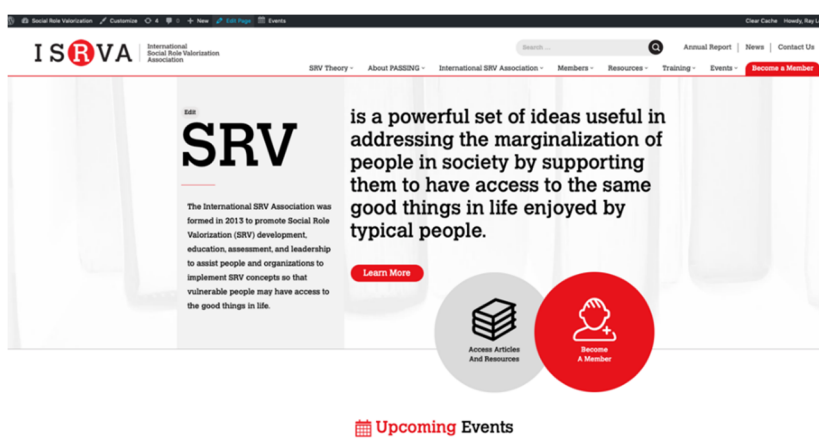 Social Role Valorization Customize 4 0 + New Edit Page Events Clear Cache Howdy, Ray L
ISRVA International
Social Role Valorization
Association
Search ...
Annual Report | News | Contact Us
SRV Theory About PASSING International SRV Association Members Resources Training Events Become a Member
Edit
SRV
The International SRV Association was
formed in 2013 to promote Social Role
Valorization (SRV) development,
education, assessment, and leadership
to assist people and organizations to
implement SRV concepts so that
vulnerable people may have access to
the good things in life.
is a powerful set of ideas useful in
addressing the marginalization of
people in society by supporting
them to have access to the same
good things in life enjoyed by
typical people.
Learn More
Access Articles
And Resources
Become
A Member
Upcoming Events